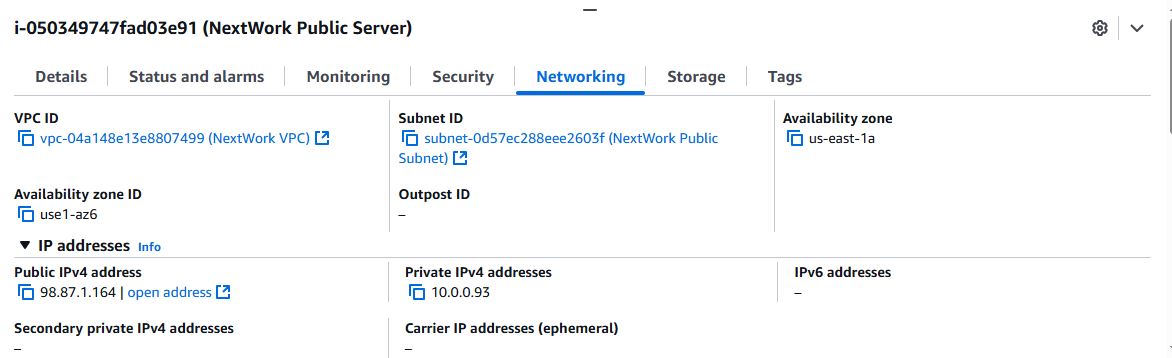 i-050349747fad03e91 (NextWork Public Server)
Details Status and alarms Monitoring Security Networking Storage Tags
VPC ID
vpc-04a148e13e8807499 (NextWork VPC)
Subnet ID
subnet-0d57ec288eee2603f (NextWork Public
Subnet)
Availability zone
us-east-1a
Availability zone ID
use1-az6
Outpost ID
–
IP addresses Info
Public IPv4 address
98.87.1.164 | open address
Private IPv4 addresses
10.0.0.93
IPv6 addresses
–
Secondary private IPv4 addresses
–
Carrier IP addresses (ephemeral)
–